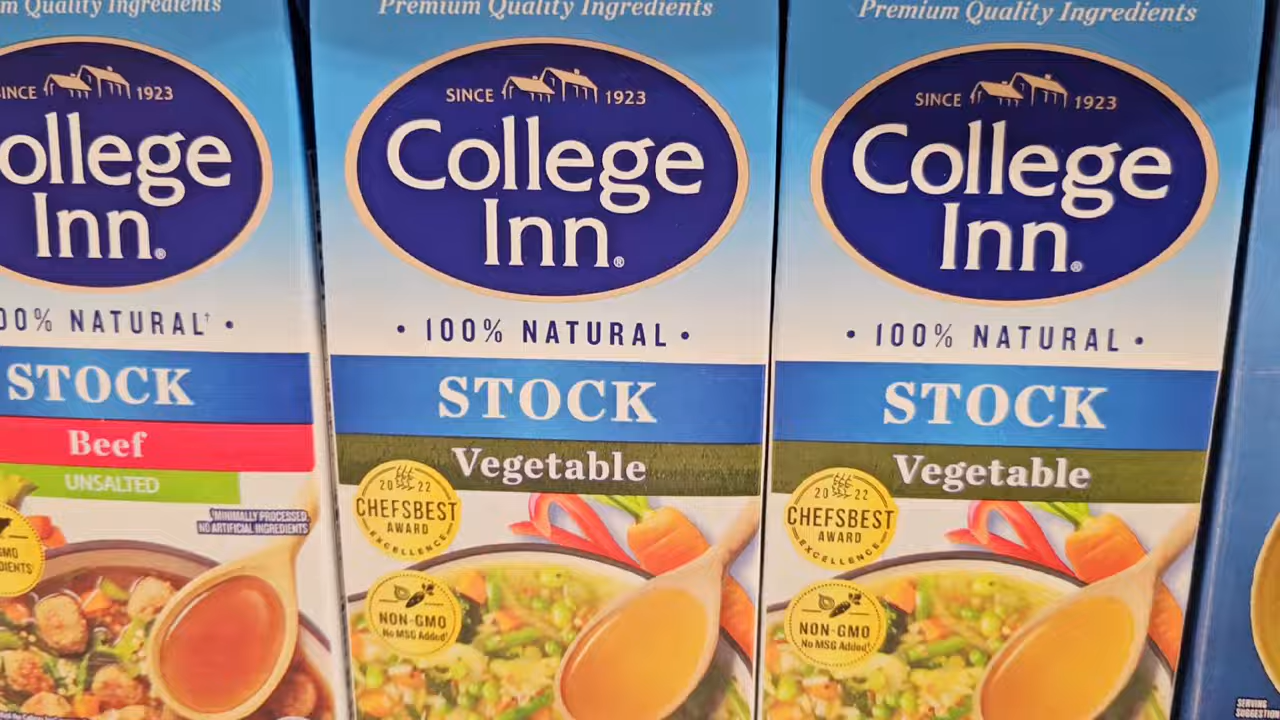 m Quality Ingredients
SINCE 1923
ollege
Inn®
00% NATURAL†
STOCK
Beef
UNSALTED
†MINIMALLY PROCESSED
NO ARTIFICIAL INGREDIENTS
Premium Quality Ingredients
SINCE 1923
College
Inn®
• 100% NATURAL •
STOCK
Vegetable
2022
CHEFSBEST
AWARD
EXCELLENCE
NON-GMO
No MSG Added†
Premium Quality Ingredients
SINCE 1923
College
Inn®
• 100% NATURAL •
STOCK
Vegetable
2022
CHEFSBEST
AWARD
EXCELLENCE
NON-GMO
No MSG Added†
SERVING
SUGGESTION